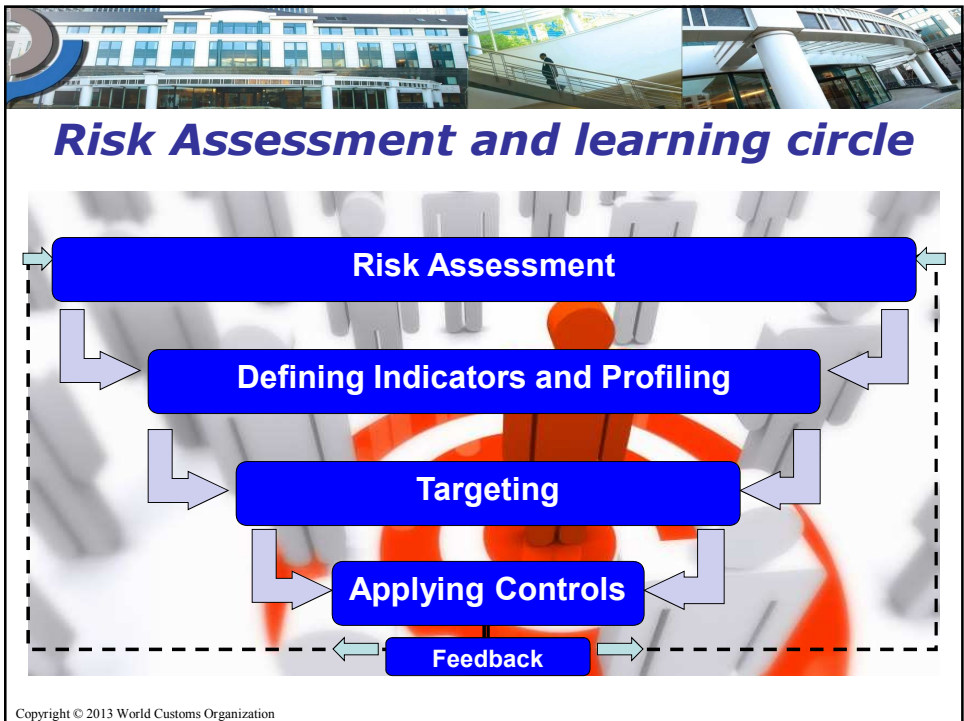 Risk Assessment and learning circle
Risk Assessment
Defining Indicators and Profiling
Targeting
Applying Controls
Feedback
Copyright © 2013 World Customs Organization